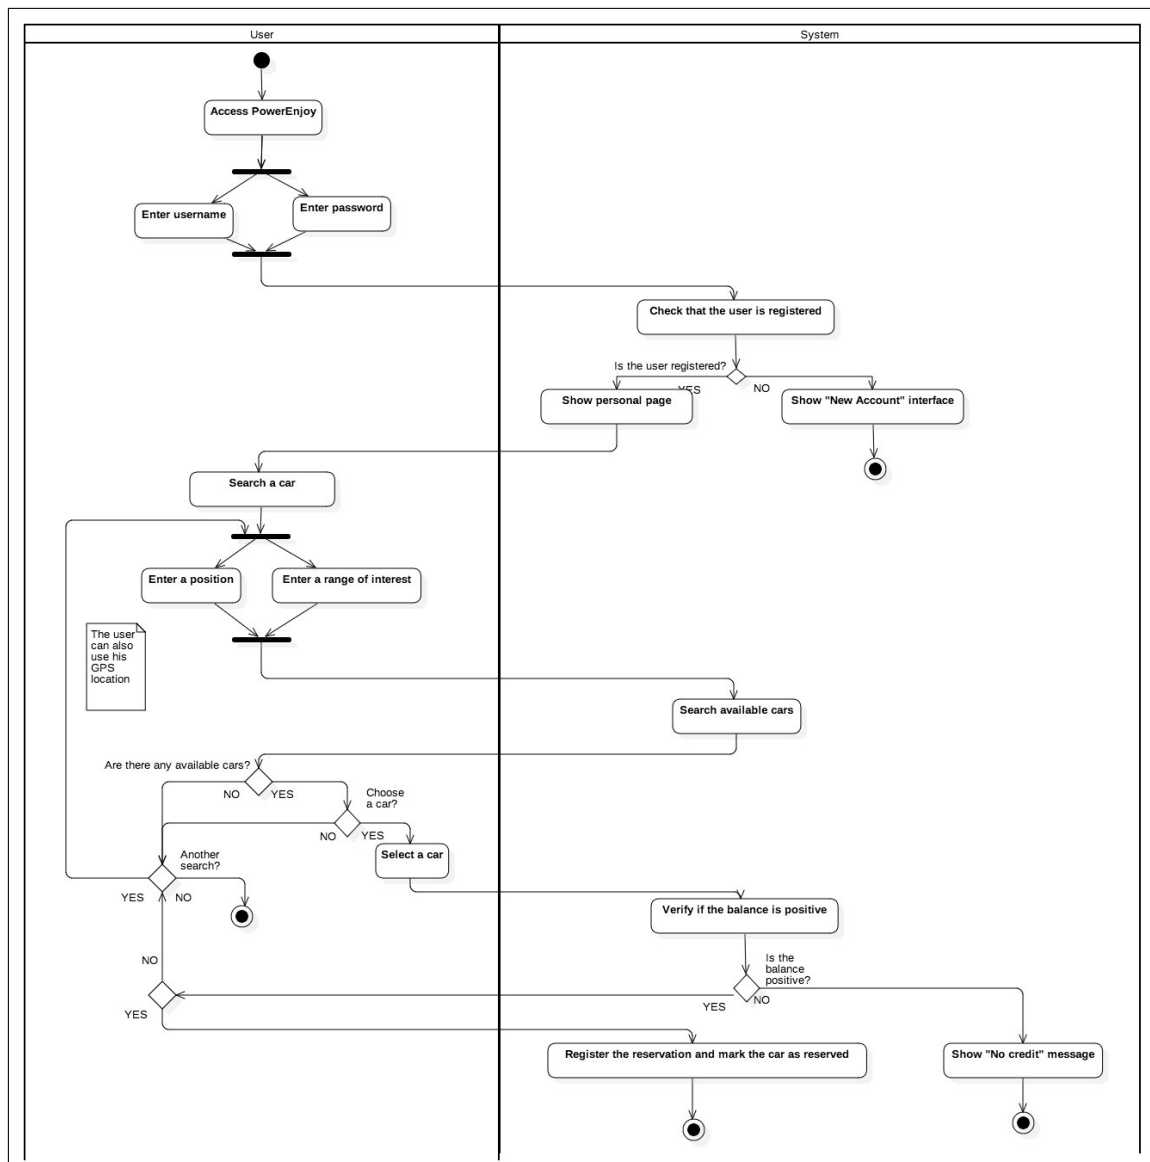 User
System
Access PowerEnjoy
Enter username
Enter password
Check that the user is registered
Is the user registered?
YES
NO
Show personal page
Show "New Account" interface
Search a car
Enter a position
Enter a range of interest
The user
can also
use his
GPS
location
Search available cars
Are there any available cars?
NO
YES
Choose
a car?
NO
YES
Select a car
Another
search?
YES
NO
Verify if the balance is positive
Is the
balance
positive?
NO
YES
NO
YES
Register the reservation and mark the car as reserved
Show "No credit" message